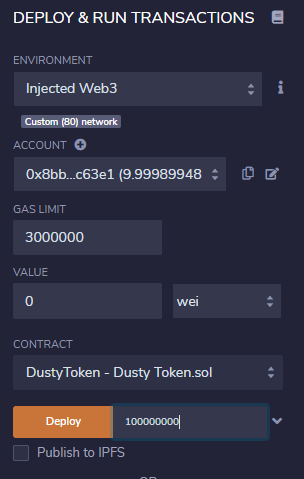 DEPLOY & RUN TRANSACTIONS
ENVIRONMENT
Injected Web3
Custom (80) network
ACCOUNT
0x8bb...c63e1 (9.99989948
GAS LIMIT
3000000
VALUE
0 wei
CONTRACT
DustyToken - Dusty Token.sol
Deploy 100000000
Publish to IPFS